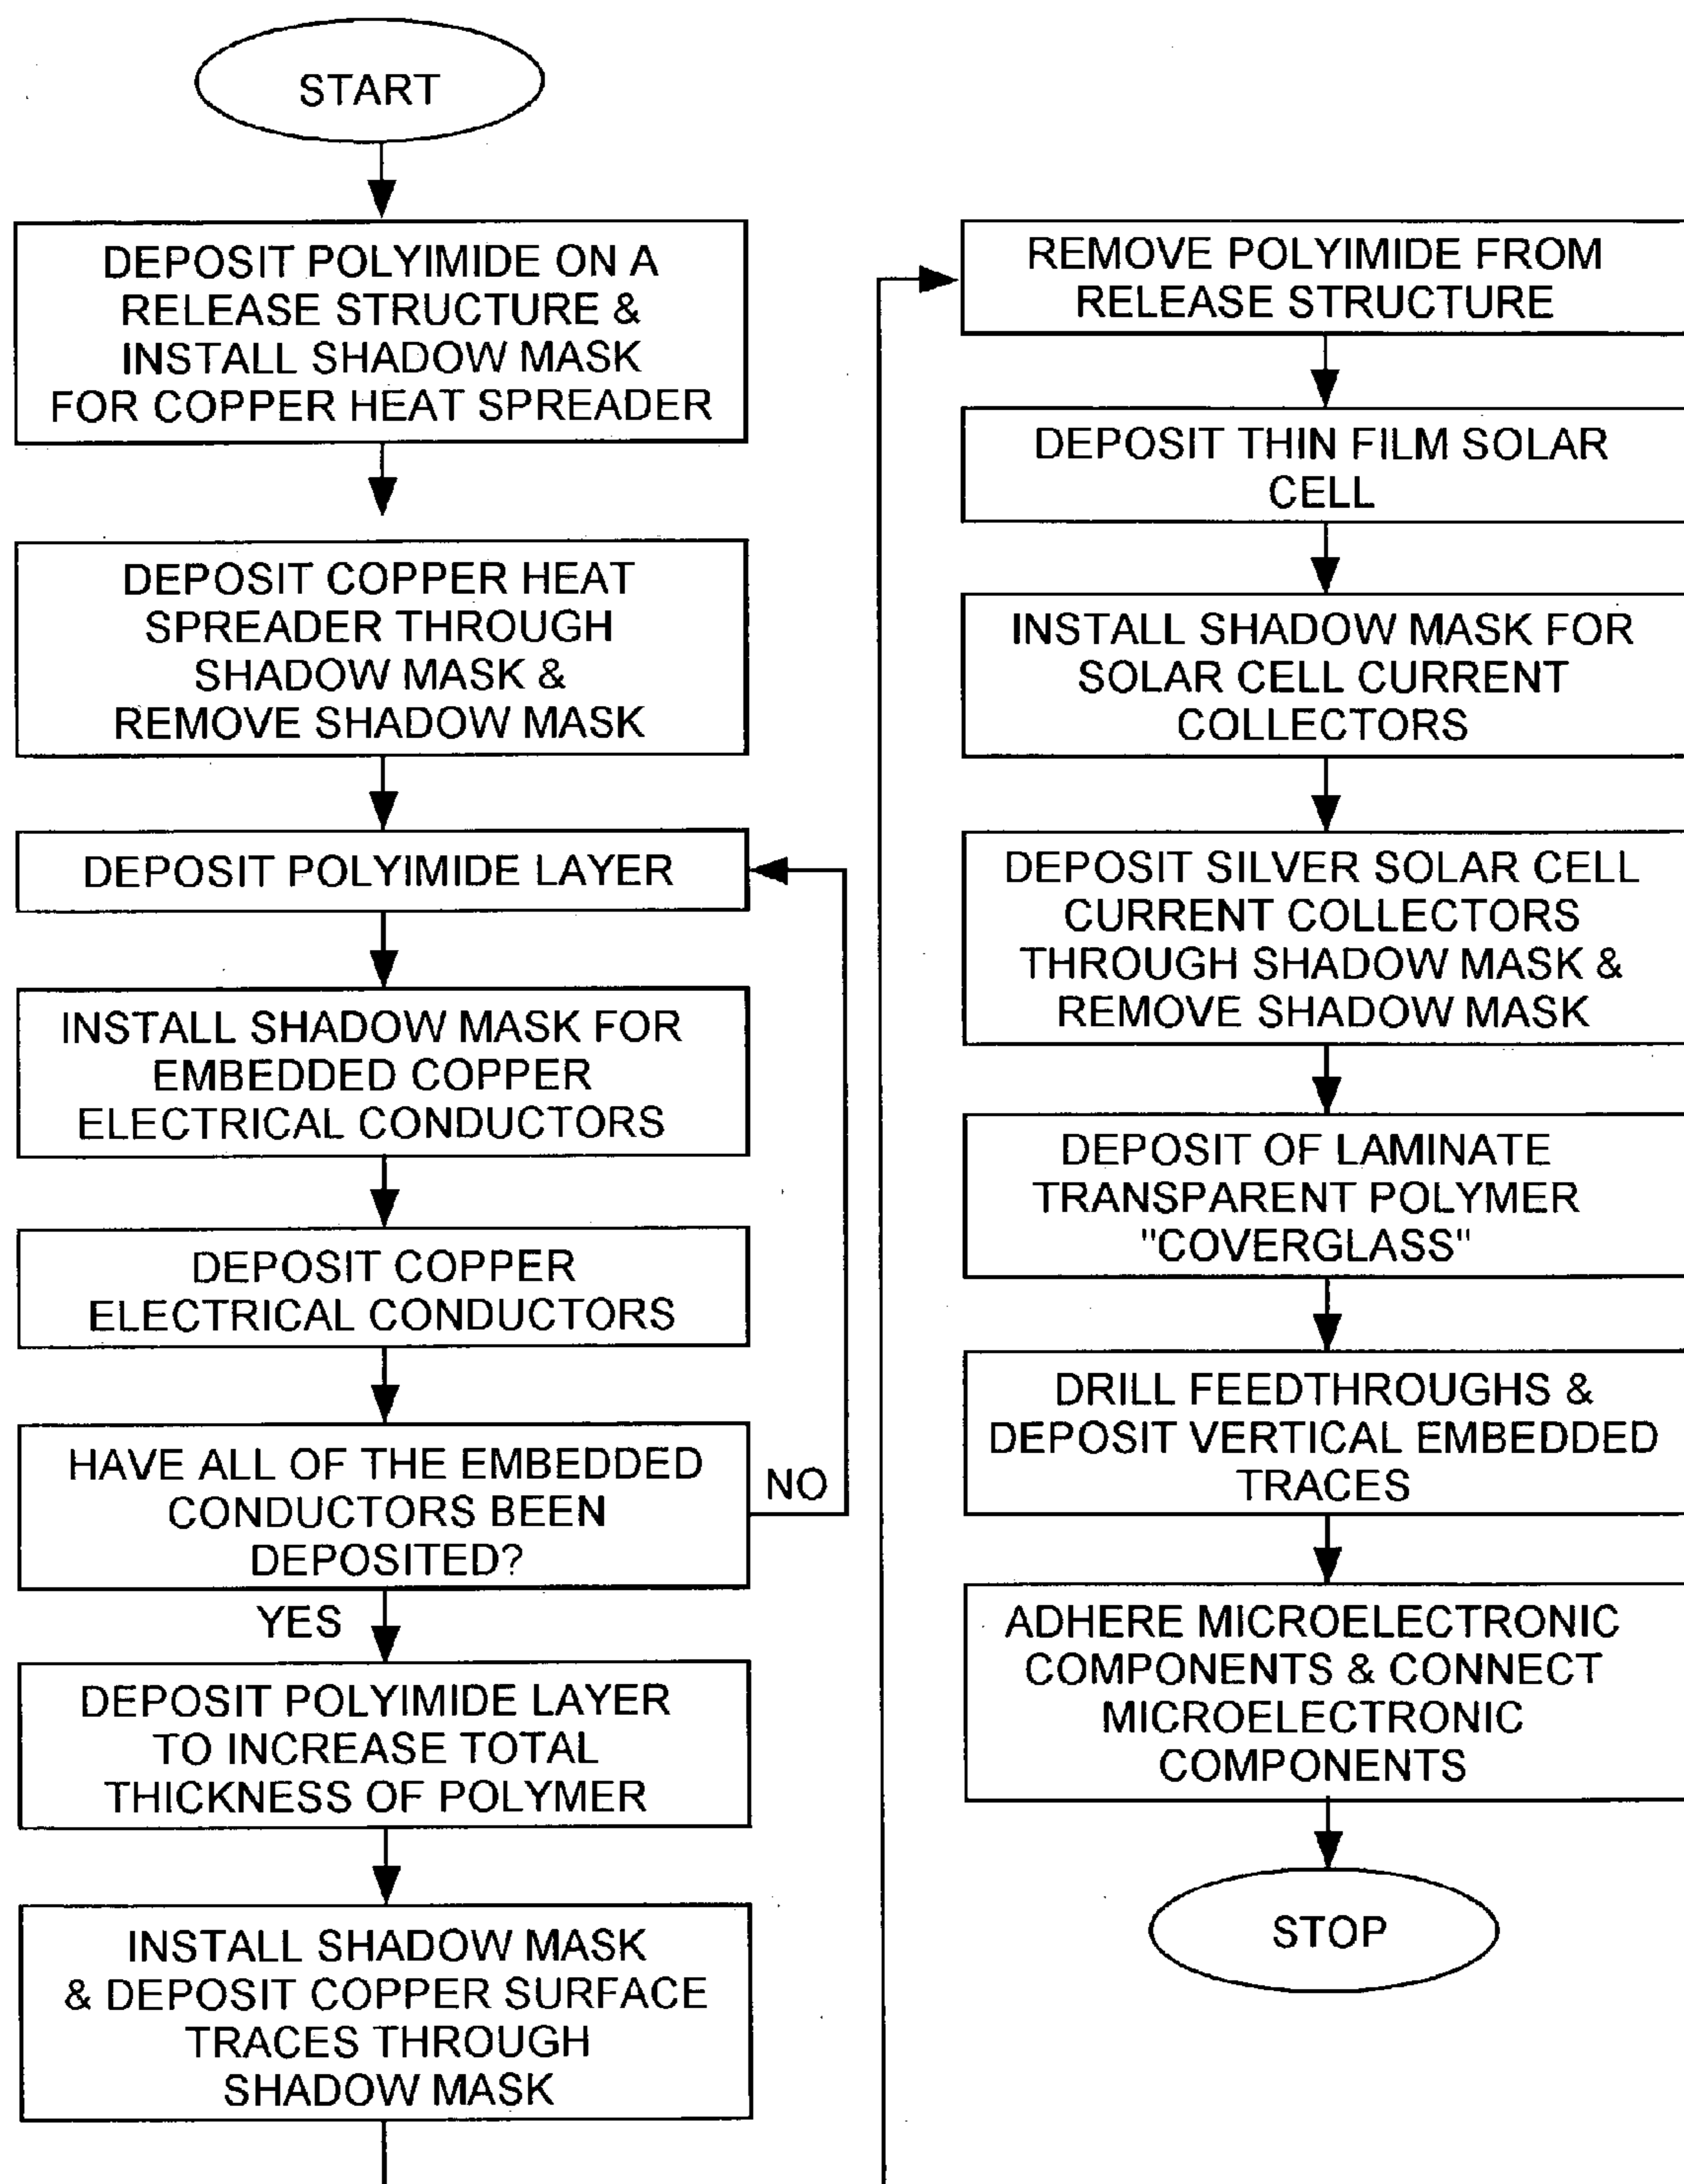 START
DEPOSIT POLYIMIDE ON A
RELEASE STRUCTURE &
INSTALL SHADOW MASK
FOR COPPER HEAT SPREADER
DEPOSIT COPPER HEAT
SPREADER THROUGH
SHADOW MASK &
REMOVE SHADOW MASK
DEPOSIT POLYIMIDE LAYER
INSTALL SHADOW MASK FOR
EMBEDDED COPPER
ELECTRICAL CONDUCTORS
DEPOSIT COPPER
ELECTRICAL CONDUCTORS
HAVE ALL OF THE EMBEDDED
CONDUCTORS BEEN
DEPOSITED?
NO
YES
DEPOSIT POLYIMIDE LAYER
TO INCREASE TOTAL
THICKNESS OF POLYMER
INSTALL SHADOW MASK
& DEPOSIT COPPER SURFACE
TRACES THROUGH
SHADOW MASK
REMOVE POLYIMIDE FROM
RELEASE STRUCTURE
DEPOSIT THIN FILM SOLAR
CELL
INSTALL SHADOW MASK FOR
SOLAR CELL CURRENT
COLLECTORS
DEPOSIT SILVER SOLAR CELL
CURRENT COLLECTORS
THROUGH SHADOW MASK &
REMOVE SHADOW MASK
DEPOSIT OF LAMINATE
TRANSPARENT POLYMER
"COVERGLASS"
DRILL FEEDTHROUGHS &
DEPOSIT VERTICAL EMBEDDED
TRACES
ADHERE MICROELECTRONIC
COMPONENTS & CONNECT
MICROELECTRONIC
COMPONENTS
STOP